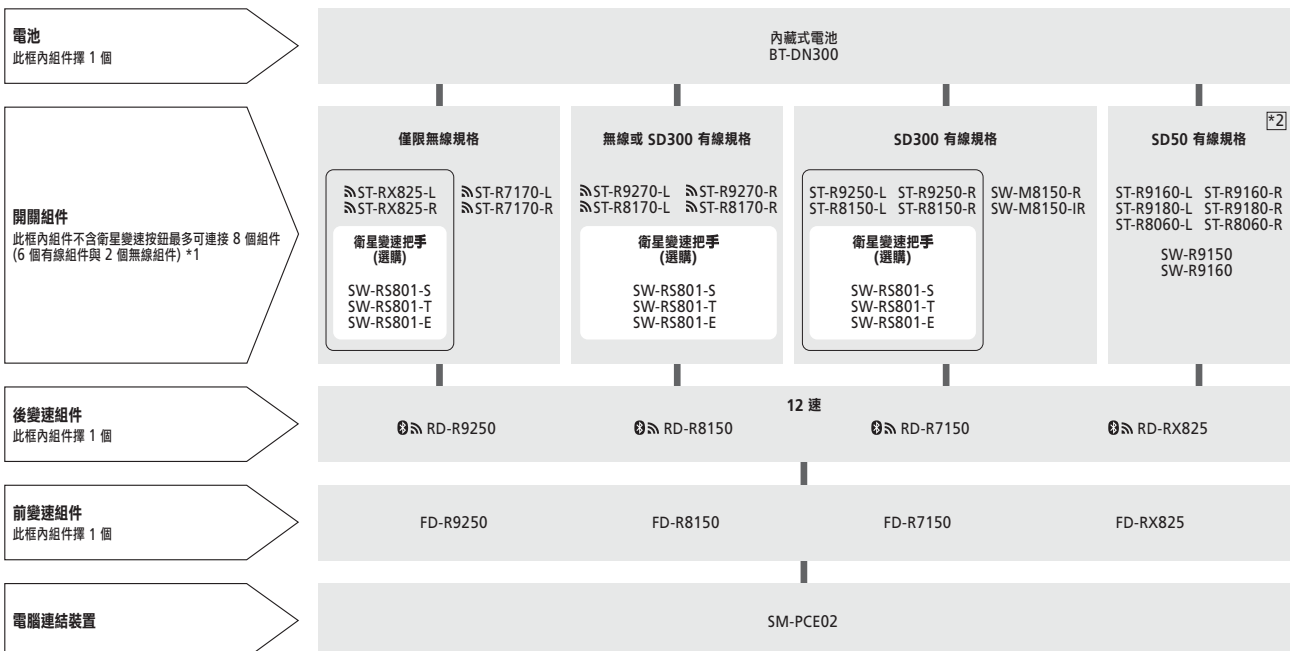 電池
此框內組件擇 1 個
內藏式電池
BT-DN300
開關組件
此框內組件不含衛星變速按鈕最多可連接 8 個組件
(6 個有線組件與 2 個無線組件) *1
僅限無線規格
ST-RX825-L
ST-RX825-R
ST-R7170-L
ST-R7170-R
衛星變速把手
(選購)
SW-RS801-S
SW-RS801-T
SW-RS801-E
無線或 SD300 有線規格
ST-R9270-L ST-R9270-R
ST-R8170-L ST-R8170-R
衛星變速把手
(選購)
SW-RS801-S
SW-RS801-T
SW-RS801-E
SD300 有線規格
ST-R9250-L ST-R9250-R
ST-R8150-L ST-R8150-R
SW-M8150-R
SW-M8150-IR
衛星變速把手
(選購)
SW-RS801-S
SW-RS801-T
SW-RS801-E
*2
SD50 有線規格
ST-R9160-L ST-R9160-R
ST-R9180-L ST-R9180-R
ST-R8060-L ST-R8060-R
SW-R9150
SW-R9160
後變速組件
此框內組件擇 1 個
12 速
RD-R9250 RD-R8150 RD-R7150 RD-RX825
前變速組件
此框內組件擇 1 個
FD-R9250 FD-R8150 FD-R7150 FD-RX825
電腦連結裝置
SM-PCE02